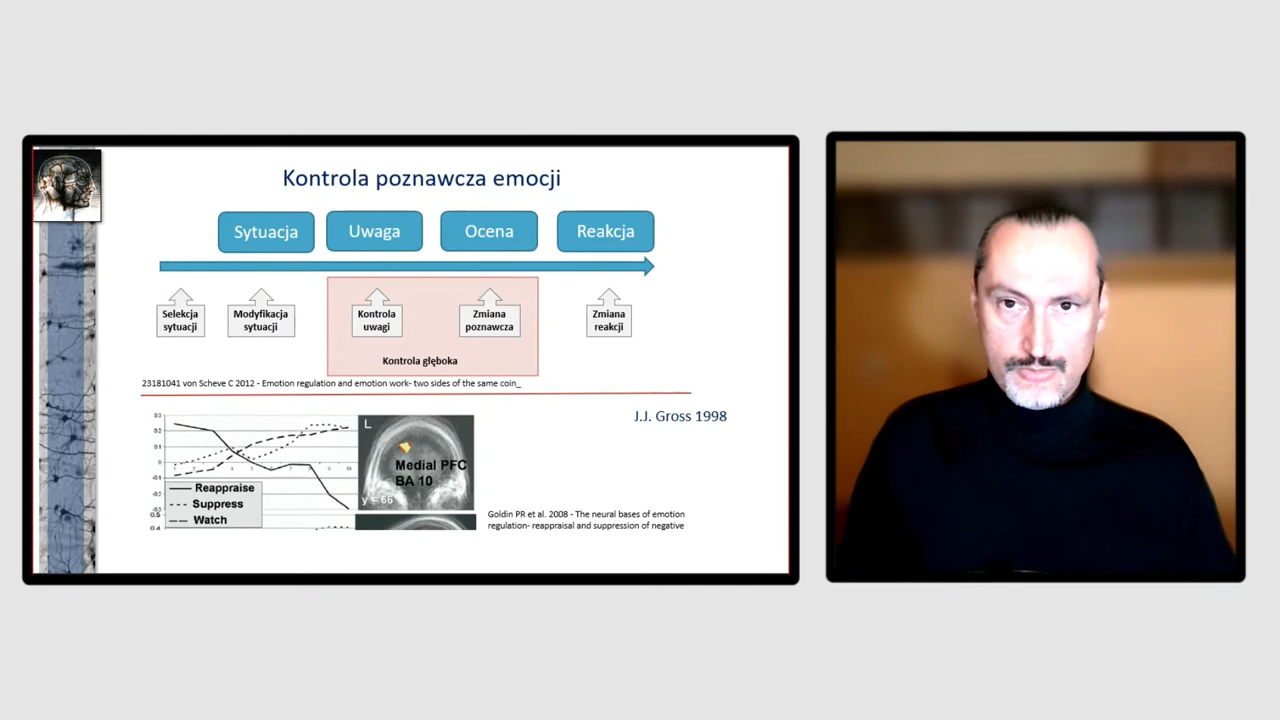 Kontrola poznawcza emocji
Sytuacja
Uwaga
Ocena
Reakcja
Selekcja
sytuacji
Modyfikacja
sytuacji
Kontrola
uwagi
Zmiana
poznawcza
Zmiana
reakcji
Kontrola głęboka
23181041 von Scheve C 2012 - Emotion regulation and emotion work- two sides of the same coin_
J.J. Gross 1998
Reappraise
Suppress
Watch
L
Medial PFC
BA 10
y = 66
Goldin PR et al. 2008 - The neural bases of emotion
regulation- reappraisal and suppression of negative